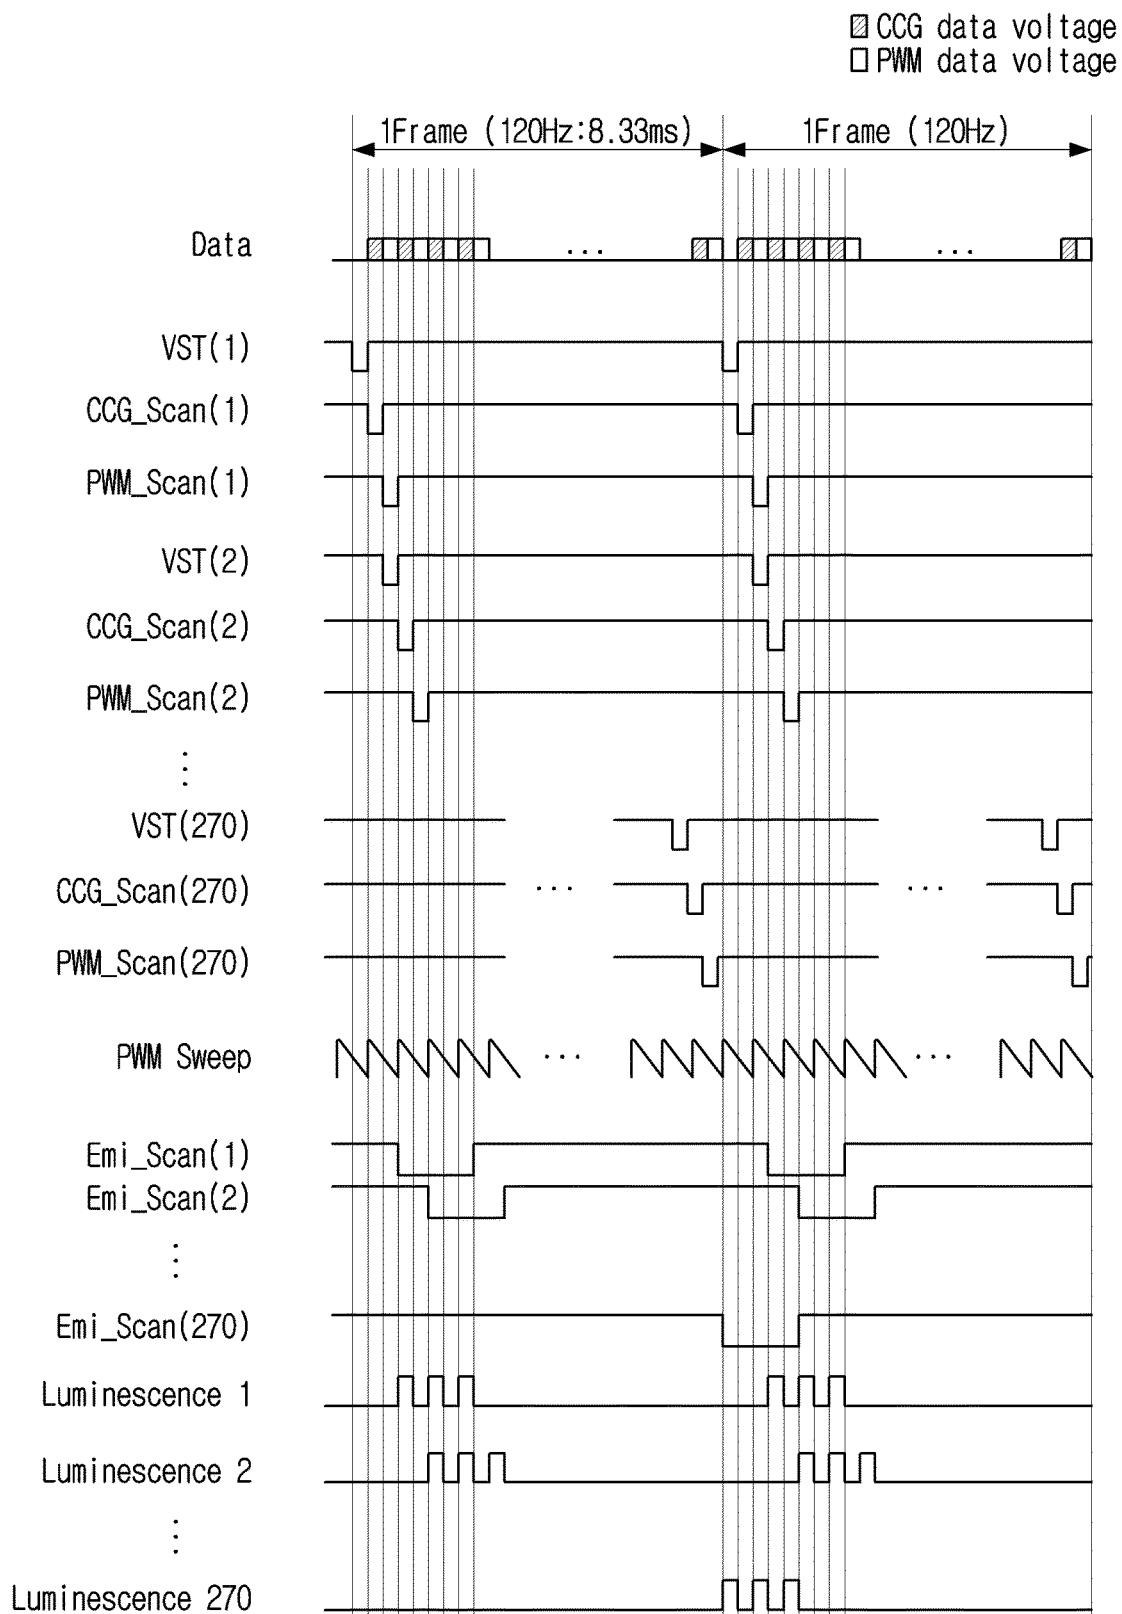 CCG data voltage
PWM data voltage
1Frame (120Hz:8.33ms)
1Frame (120Hz)
Data
...
...
VST(1)
CCG_Scan(1)
PWM_Scan(1)
VST(2)
CCG_Scan(2)
PWM_Scan(2)
⋮
VST(270)
CCG_Scan(270)
...
...
PWM_Scan(270)
PWM Sweep
...
...
Emi_Scan(1)
Emi_Scan(2)
⋮
Emi_Scan(270)
Luminescence 1
Luminescence 2
⋮
Luminescence 270